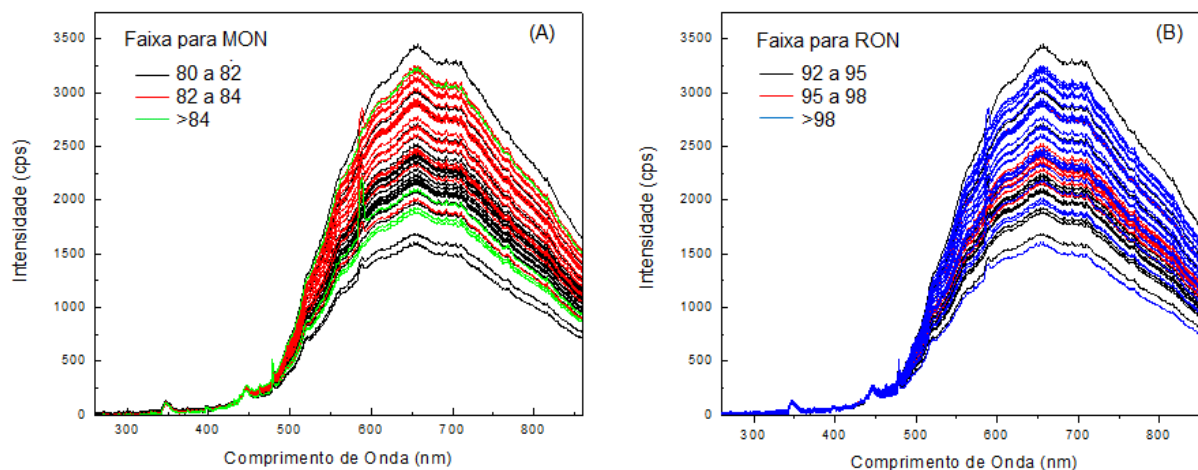 (A)
Faixa para MON
80 a 82
82 a 84
>84
Intensidade (cps)
3500
3000
2500
2000
1500
1000
500
0
300 400 500 600 700 800
Comprimento de Onda (nm)
(B)
Faixa para RON
92 a 95
95 a 98
>98
Intensidade (cps)
3500
3000
2500
2000
1500
1000
500
0
300 400 500 600 700 800
Comprimento de Onda (nm)